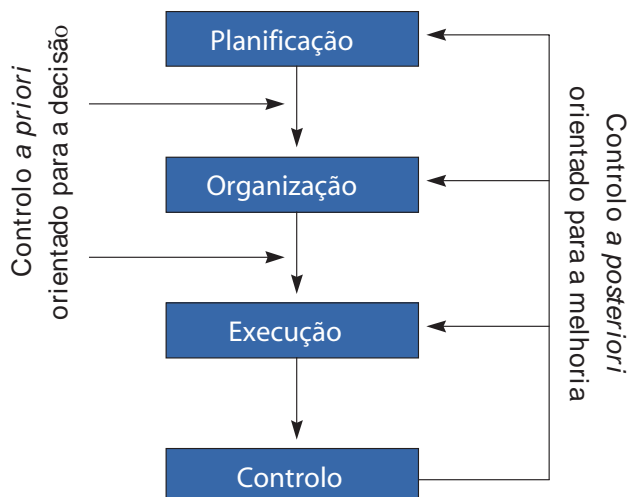 Planificação
Controlo a priori
orientado para a decisão
Organização
Execução
Controlo
Controlo a posteriori
orientado para a melhoria